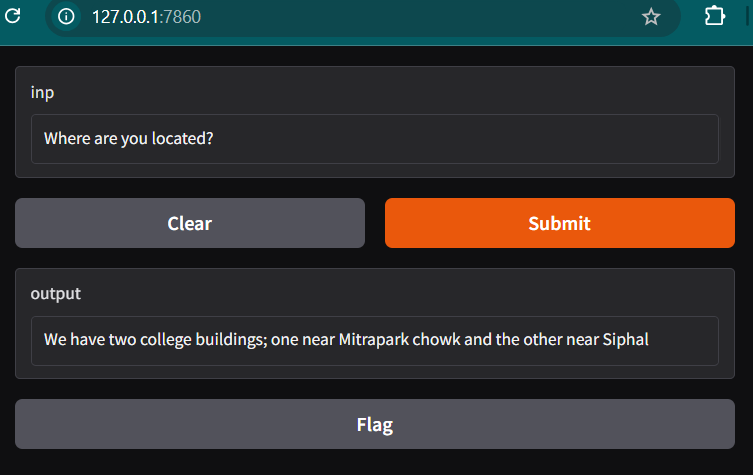 127.0.0.1:7860
inp
Where are you located?
Clear Submit
output
We have two college buildings; one near Mitrapark chowk and the other near Siphal
Flag